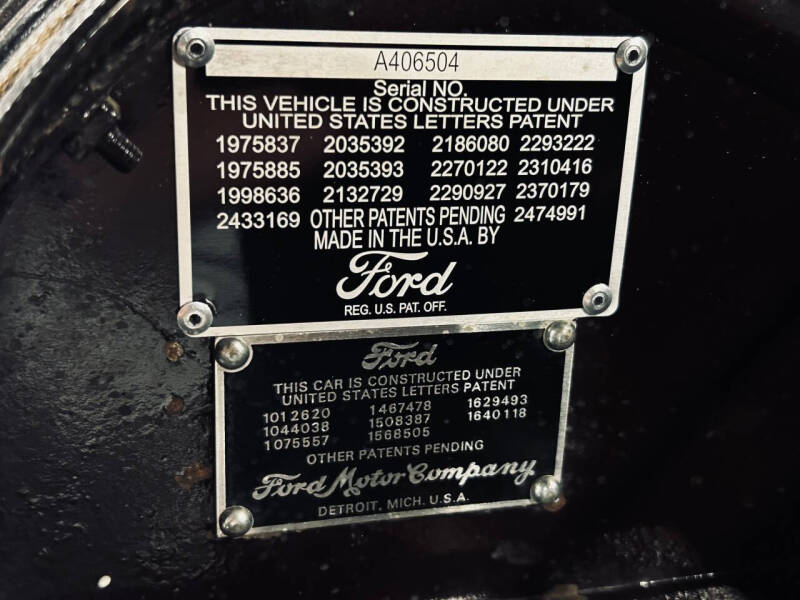 A406504
Serial NO.
THIS VEHICLE IS CONSTRUCTED UNDER
UNITED STATES LETTERS PATENT
1975837 2035392 2186080 2293222
1975885 2035393 2270122 2310416
1998636 2132729 2290927 2370179
2433169 OTHER PATENTS PENDING 2474991
MADE IN THE U.S.A. BY
Ford
REG. U.S. PAT. OFF.
Ford
THIS CAR IS CONSTRUCTED UNDER
UNITED STATES LETTERS PATENT
1012620 1467478 1629493
1044038 1508387 1640118
1075557 1568505
OTHER PATENTS PENDING
Ford Motor Company
DETROIT, MICH. U.S.A.